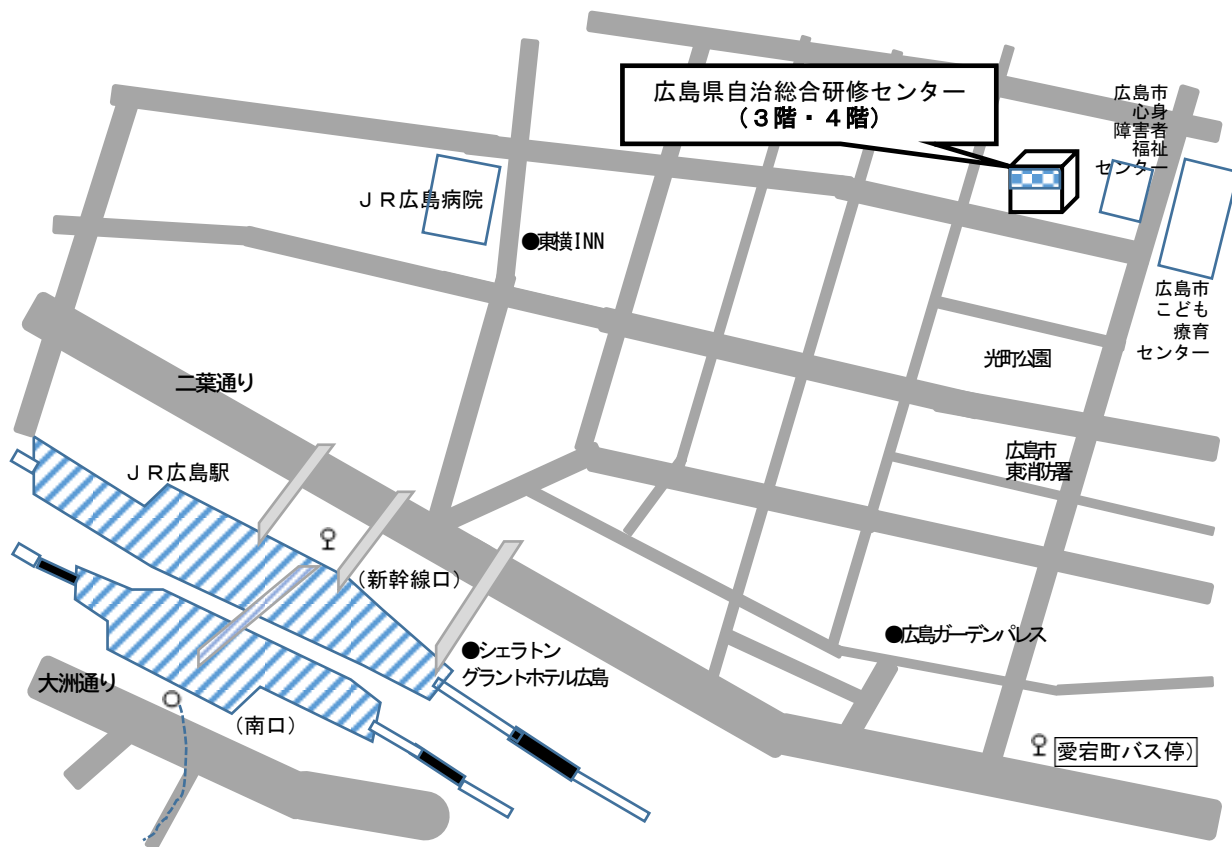 広島県自治総合研修センター
(３階・４階)
広島市
心身
障害者
福祉
センター
ＪＲ広島病院
●東横INN
広島市
こども
療育
センター
光町公園
二葉通り
広島市
東消防署
ＪＲ広島駅
(新幹線口)
●広島ガーデンパレス
●シェラトン
グラントホテル広島
大洲通り
(南口)
愛宕町バス停)